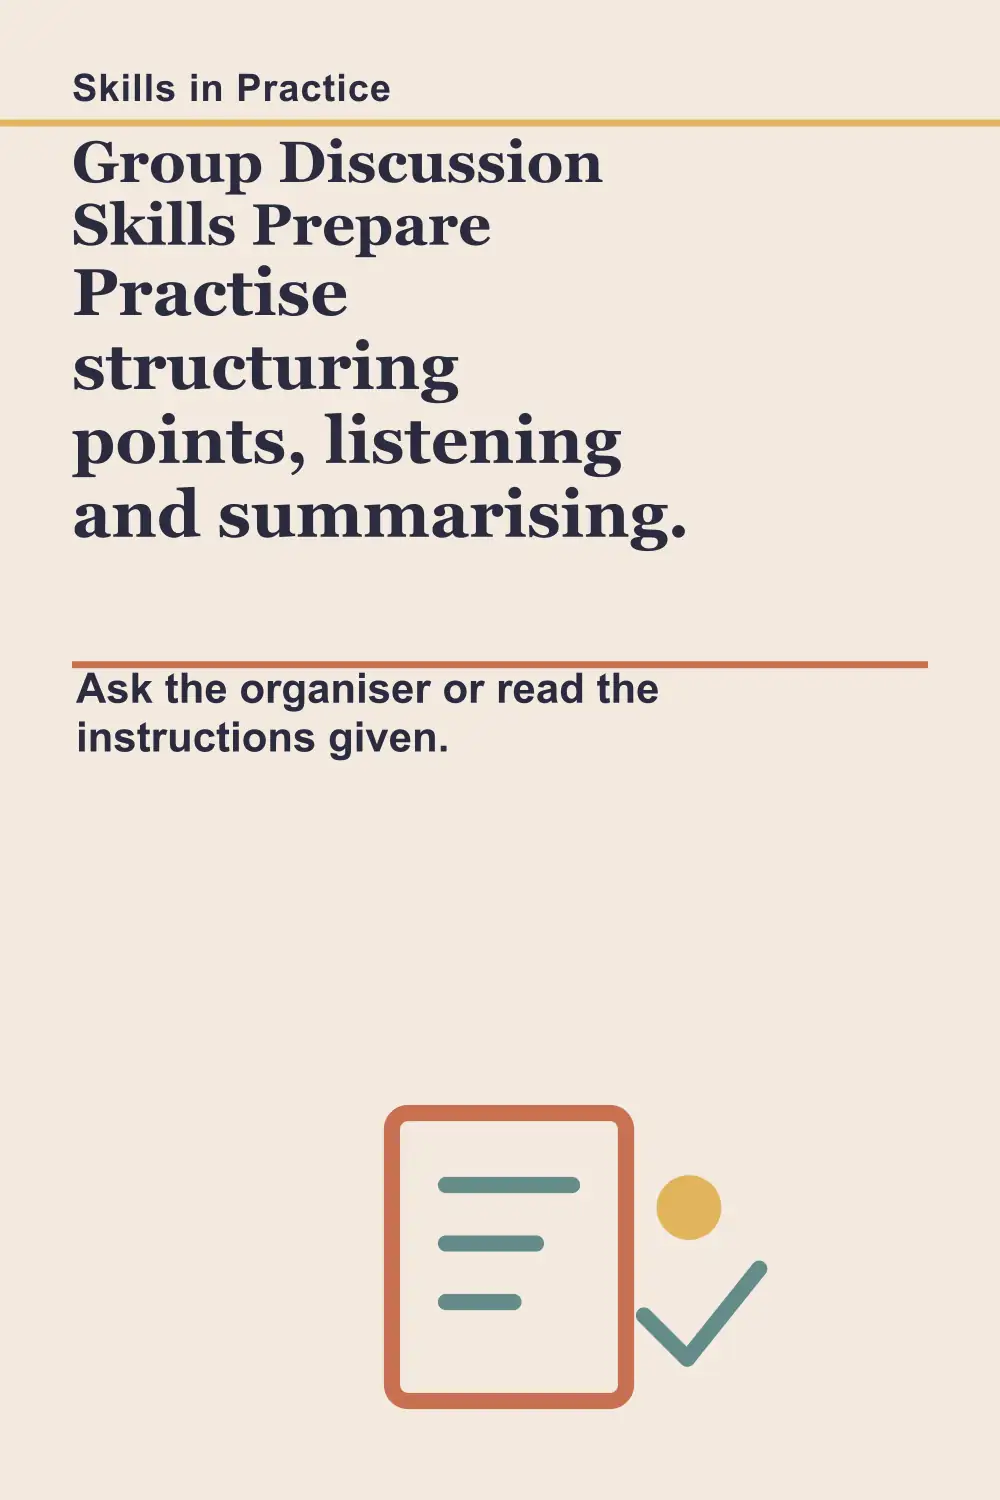 Skills in Practice
Group Discussion
Skills Prepare
Practise
structuring
points, listening
and summarising.
Ask the organiser or read the
instructions given.